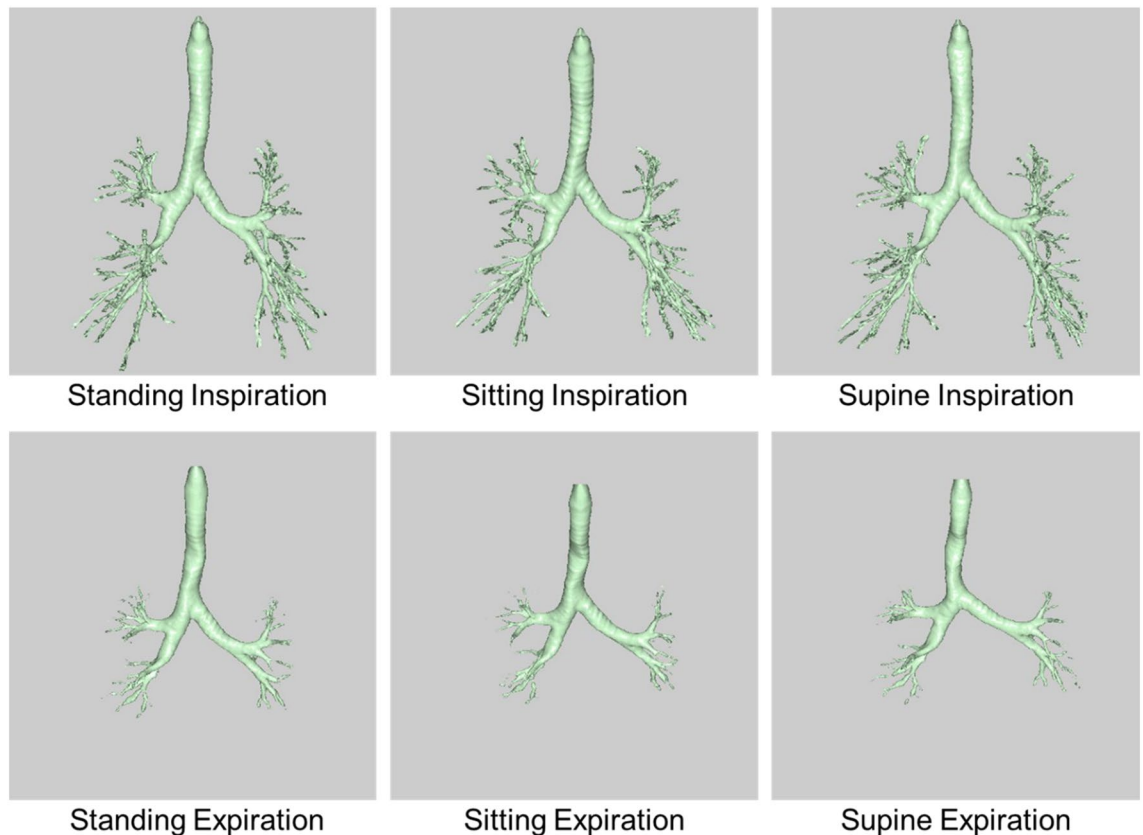 Standing Inspiration
Sitting Inspiration
Supine Inspiration
Standing Expiration
Sitting Expiration
Supine Expiration